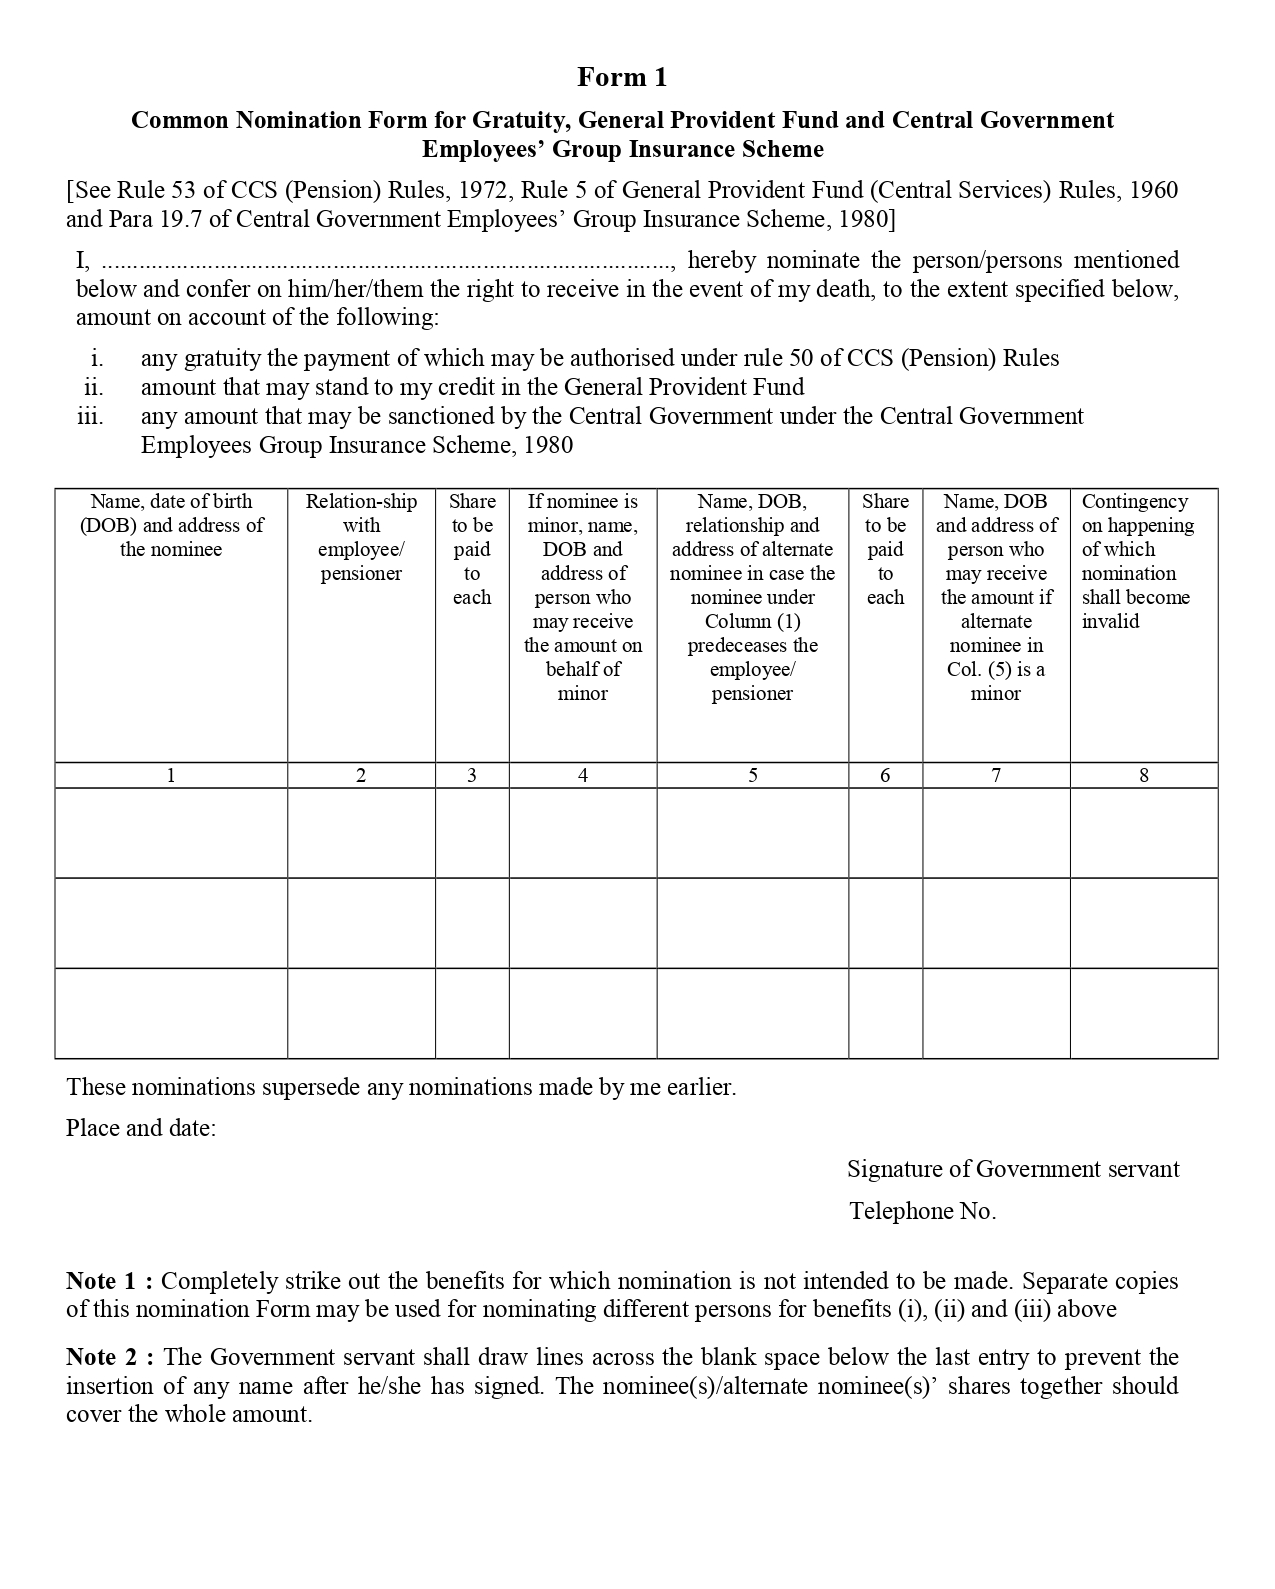 Form 1
Common Nomination Form for Gratuity, General Provident Fund and Central Government
Employees’ Group Insurance Scheme
[See Rule 53 of CCS (Pension) Rules, 1972, Rule 5 of General Provident Fund (Central Services) Rules, 1960
and Para 19.7 of Central Government Employees’ Group Insurance Scheme, 1980]
I, ..........................................................................................., hereby nominate the person/persons mentioned
below and confer on him/her/them the right to receive in the event of my death, to the extent specified below,
amount on account of the following:
i. any gratuity the payment of which may be authorised under rule 50 of CCS (Pension) Rules
ii. amount that may stand to my credit in the General Provident Fund
iii. any amount that may be sanctioned by the Central Government under the Central Government
Employees Group Insurance Scheme, 1980
Name, date of birth
(DOB) and address of
the nominee
Relation-ship
with
employee/
pensioner
Share
to be
paid
to
each
If nominee is
minor, name,
DOB and
address of
person who
may receive
the amount on
behalf of
minor
Name, DOB,
relationship and
address of alternate
nominee in case the
nominee under
Column (1)
predeceases the
employee/
pensioner
Share
to be
paid
to
each
Name, DOB
and address of
person who
may receive
the amount if
alternate
nominee in
Col. (5) is a
minor
Contingency
on happening
of which
nomination
shall become
invalid
1 2 3 4 5 6 7 8
These nominations supersede any nominations made by me earlier.
Place and date:
Signature of Government servant
Telephone No.
Note 1 : Completely strike out the benefits for which nomination is not intended to be made. Separate copies
of this nomination Form may be used for nominating different persons for benefits (i), (ii) and (iii) above
Note 2 : The Government servant shall draw lines across the blank space below the last entry to prevent the
insertion of any name after he/she has signed. The nominee(s)/alternate nominee(s)’ shares together should
cover the whole amount.